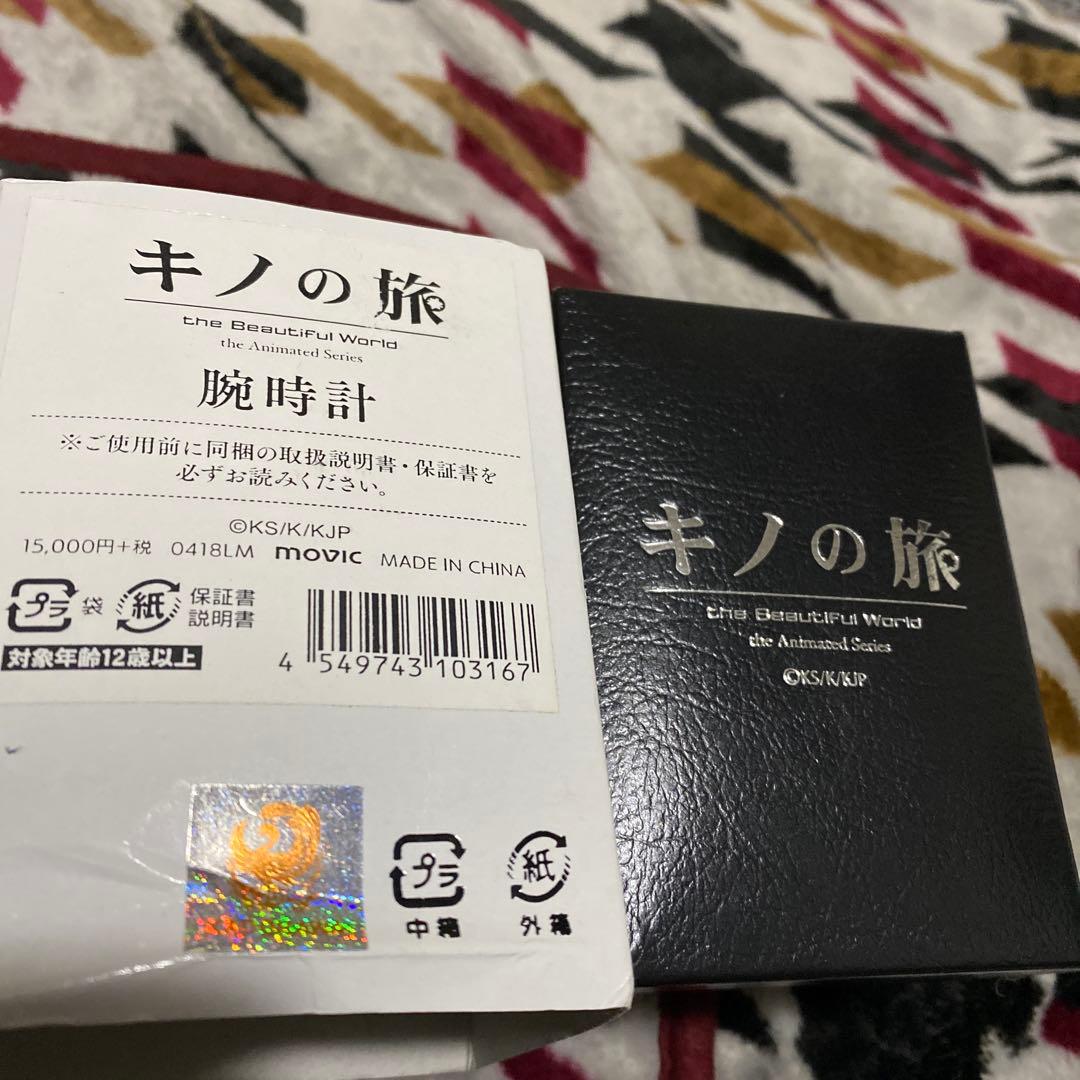 キノの旅
the Beautiful World
the Animated Series
腕時計
※ご使用前に同梱の取扱説明書・保証書を
必ずお読みください。
©KS/K/KJP
15,000円+税 0418LM movic MADE IN CHINA
プラ 袋 紙 保証書
説明書
対象年齢12歳以上
4 549743 103167
プラ 紙
中箱 外箱
キノの旅
the Beautiful World
the Animated Series
©KS/K/KJP